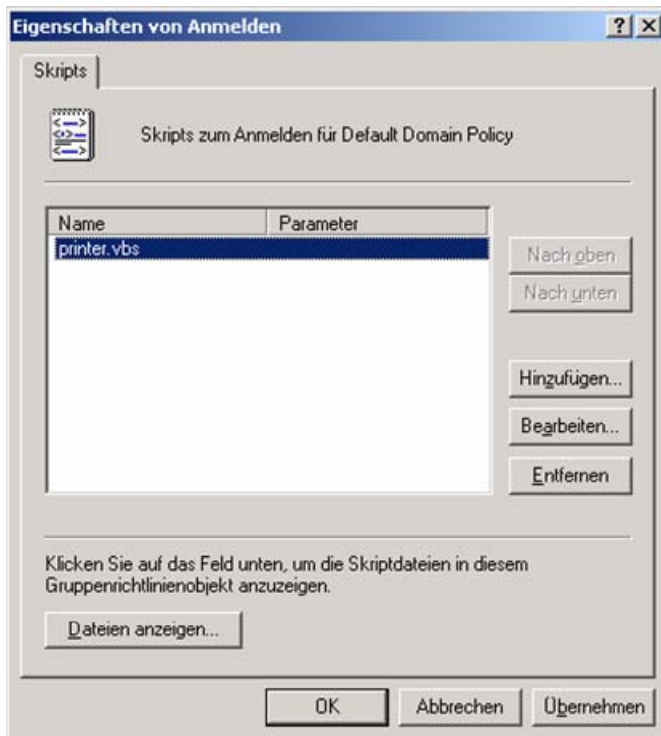 Eigenschaften von Anmelden
Skripts
Skripts zum Anmelden für Default Domain Policy
Name Parameter
printer.vbs
Nach oben
Nach unten
Hinzufügen...
Bearbeiten...
Entfernen
Klicken Sie auf das Feld unten, um die Skriptdateien in diesem
Gruppenrichtlinienobjekt anzuzeigen.
Dateien anzeigen...
OK Abbrechen Übernehmen